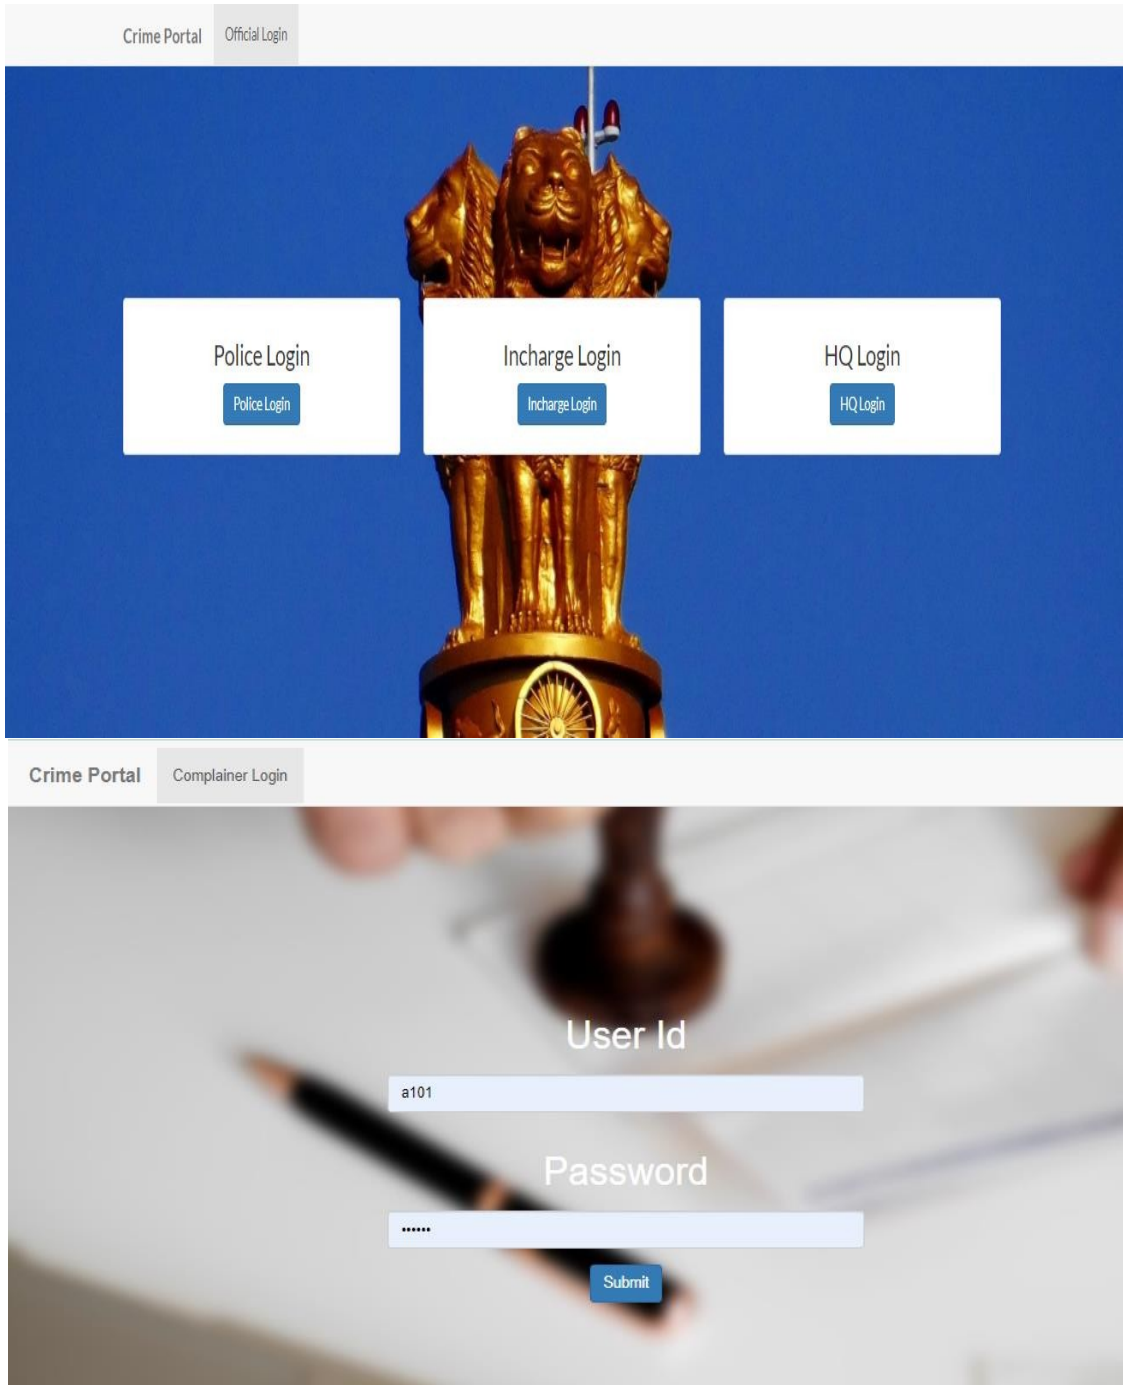 Crime Portal Official Login
Police Login Incharge Login HQ Login
Police Login Incharge Login HQ Login
Crime Portal Complainer Login
User Id
a101
Password
••••••
Submit